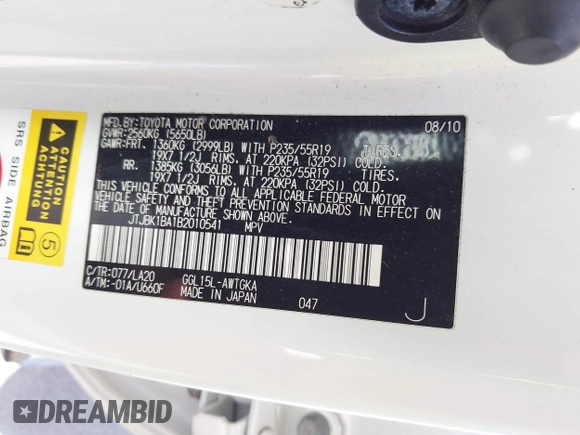 MFD.BY:TOYOTA MOTOR CORPORATION 08/10
GVWR:2560KG (5650LB)
GAWR:FRT. 1360KG (2999LB) WITH P235/55R19 TIRES.
19X7 1/2J RIMS. AT 220KPA (32PSI) COLD.
RR. 1385KG (3056LB) WITH P235/55R19 TIRES.
19X7 1/2J RIMS. AT 220KPA (32PSI) COLD.
THIS VEHICLE CONFORMS TO ALL APPLICABLE FEDERAL MOTOR
VEHICLE SAFETY AND THEFT PREVENTION STANDARDS IN EFFECT ON
THE DATE OF MANUFACTURE SHOWN ABOVE.
JTJBK1BA1B2010541 MPV
C/TR:077/LA20 GGL15L-AWTGKA
A/TM:-01A/U660F MADE IN JAPAN 047
J
SRS SIDE AIRBAG
CAUTION
ATTENTION
ACHTUNG
5
DREAMBID